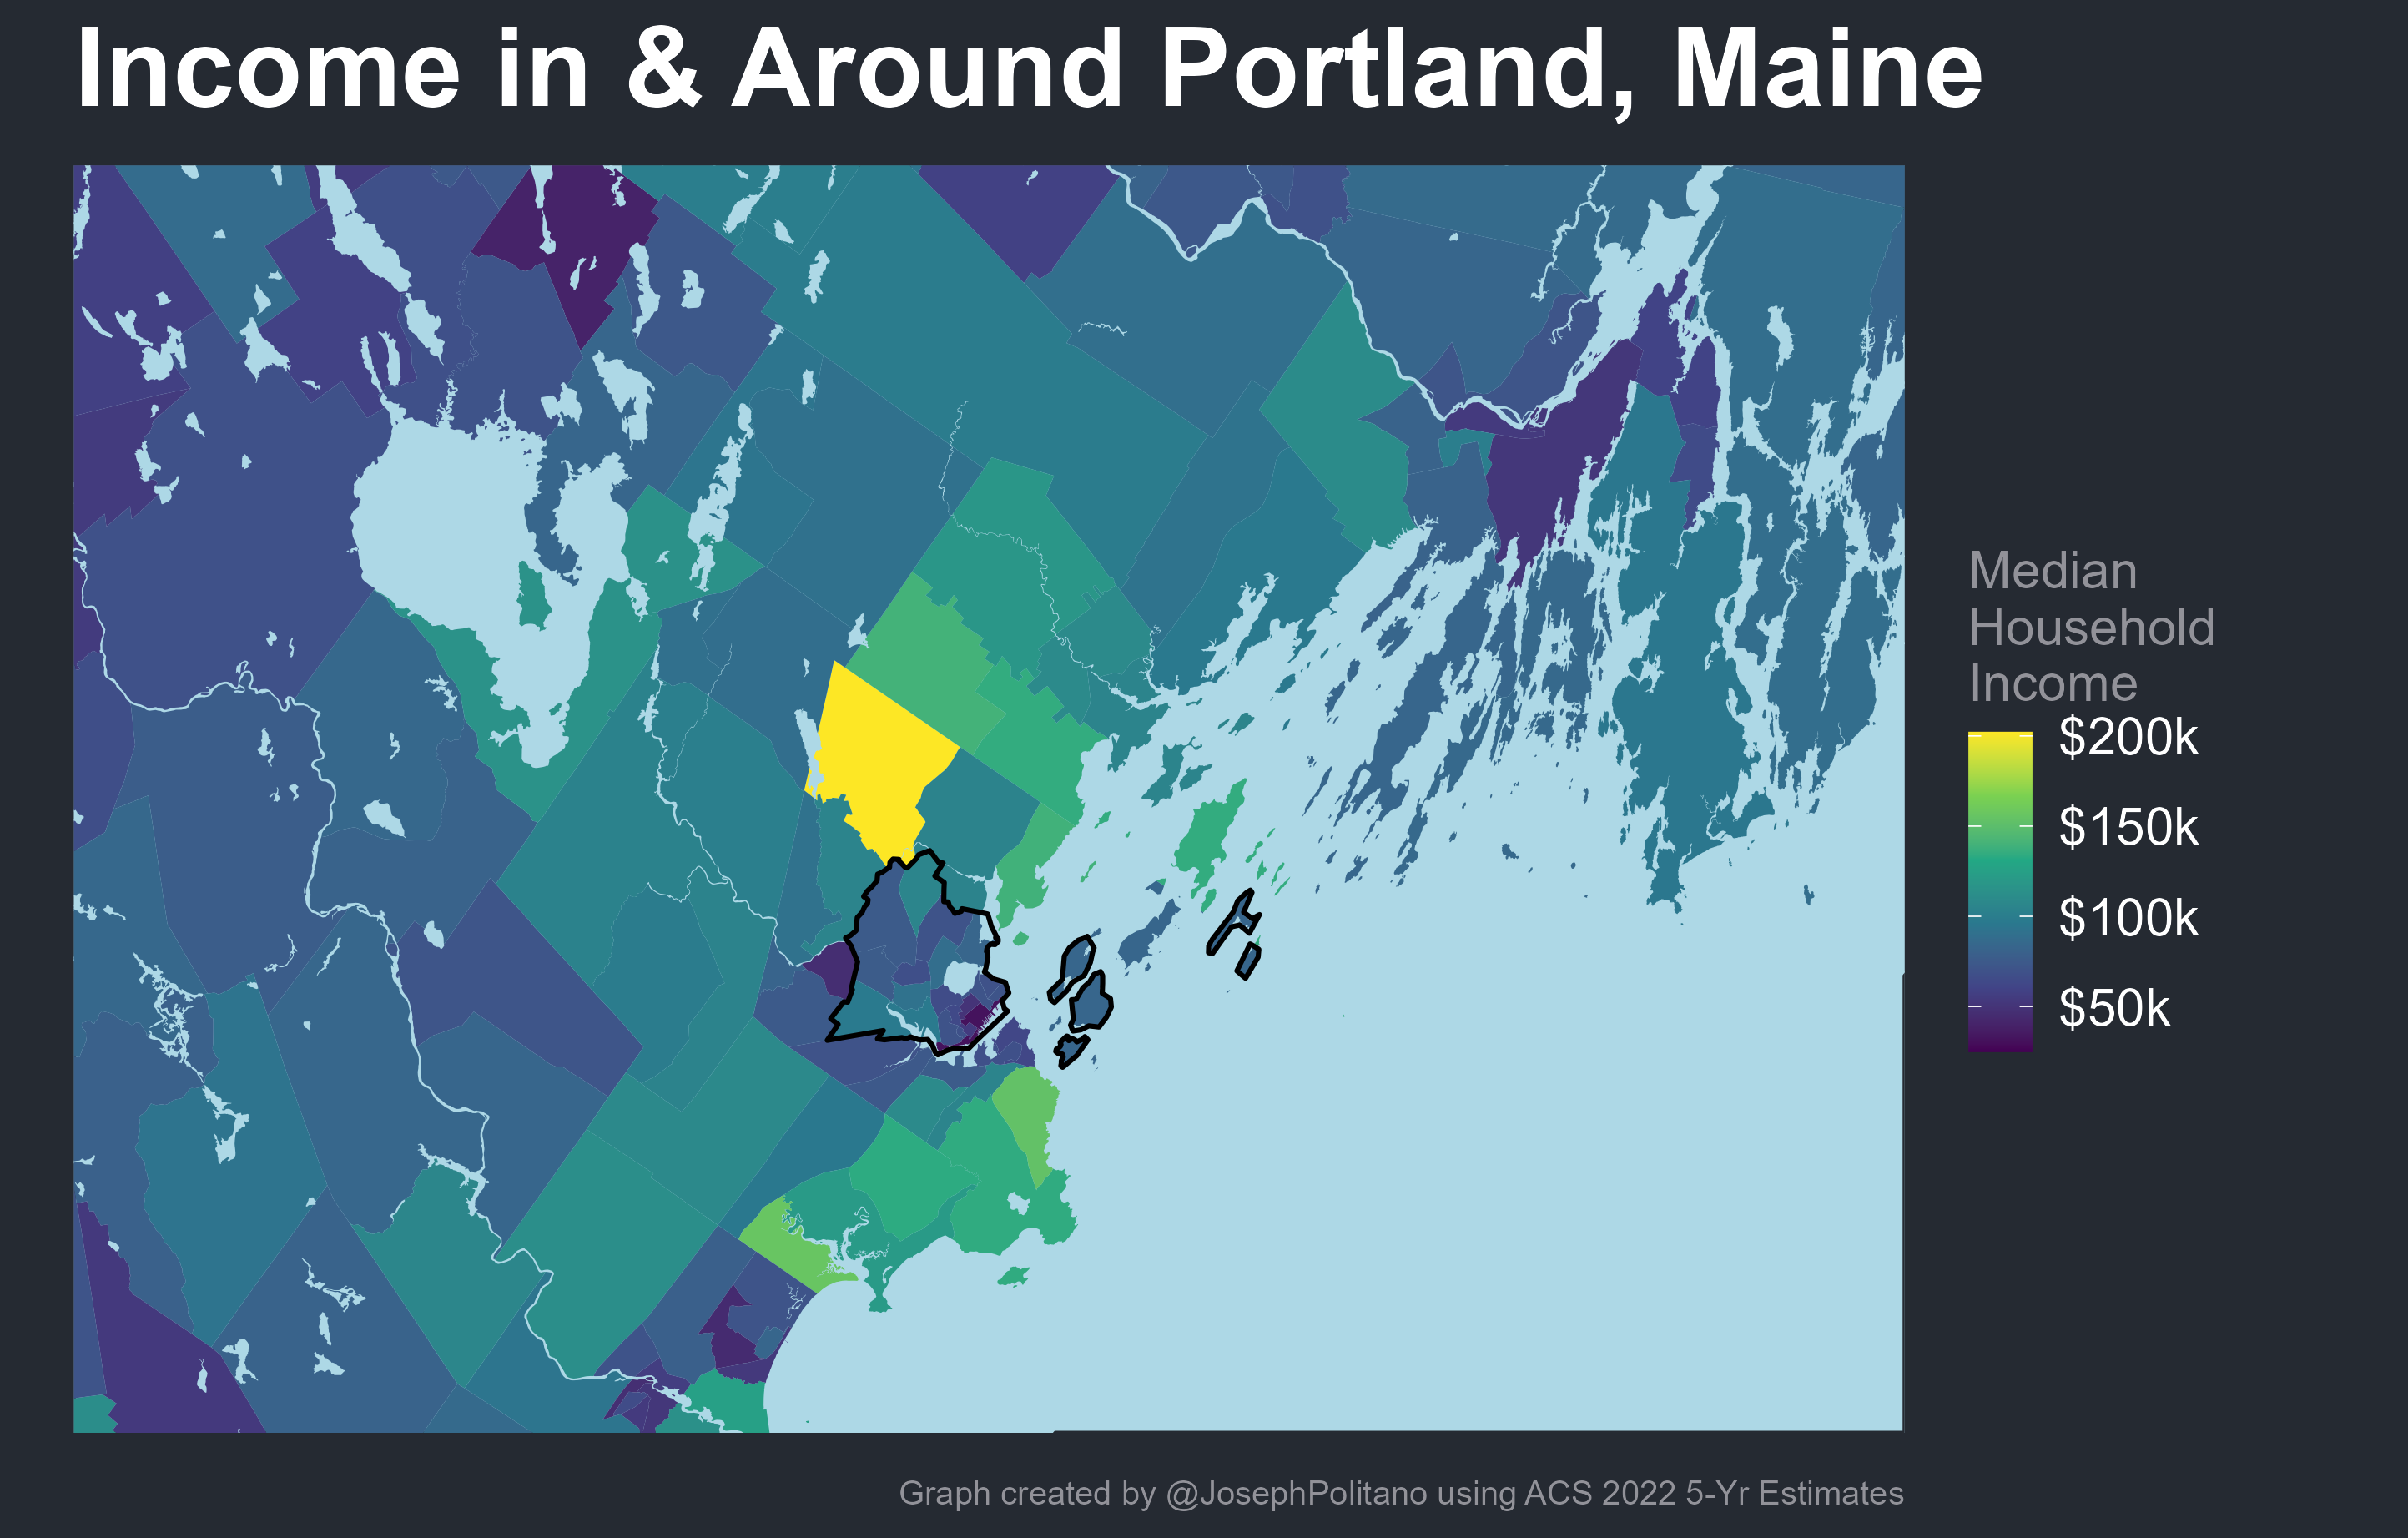 Income in & Around Portland, Maine
Median
Household
Income
$200k
$150k
$100k
$50k
Graph created by @JosephPolitano using ACS 2022 5-Yr Estimates